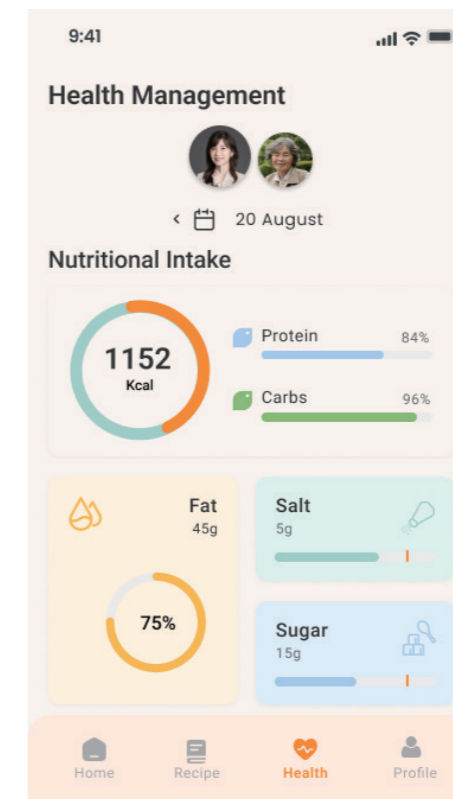 9:41
Health Management
20 August
Nutritional Intake
1152
Kcal
Protein 84%
Carbs 96%
Fat
45g
75%
Salt
5g
Sugar
15g
Home Recipe Health Profile